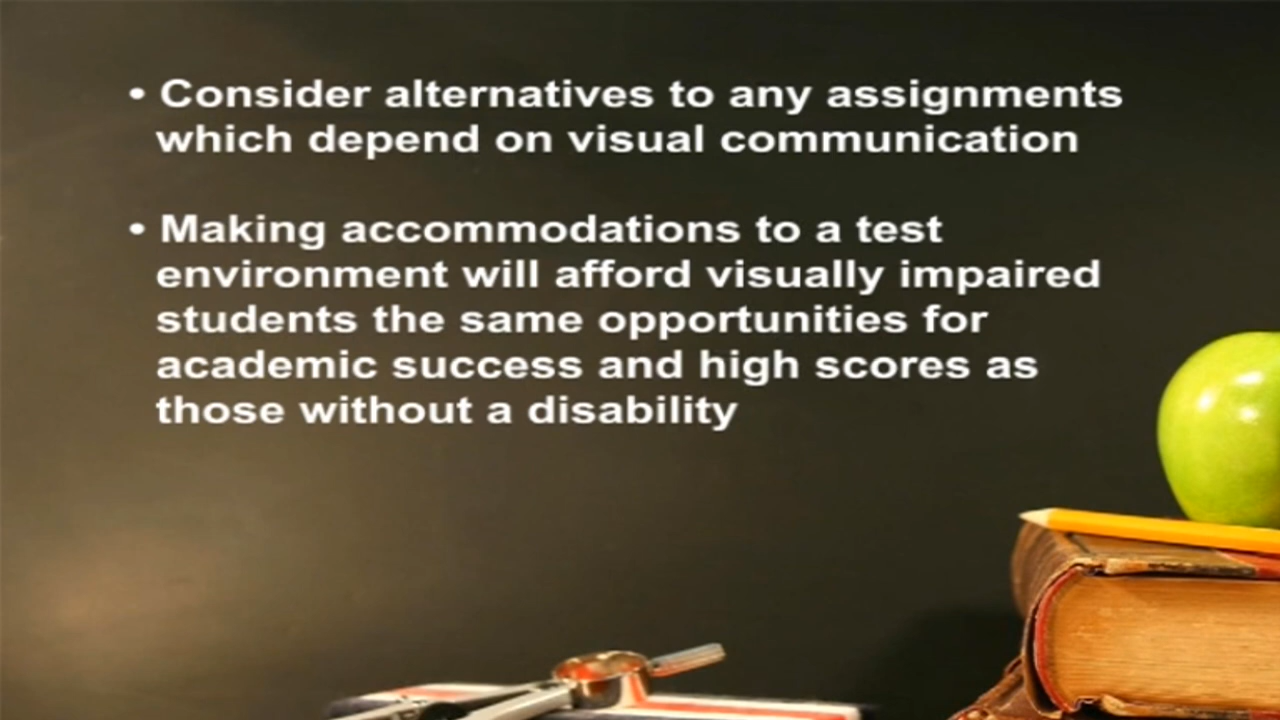 • Consider alternatives to any assignments
which depend on visual communication
• Making accommodations to a test
environment will afford visually impaired
students the same opportunities for
academic success and high scores as
those without a disability